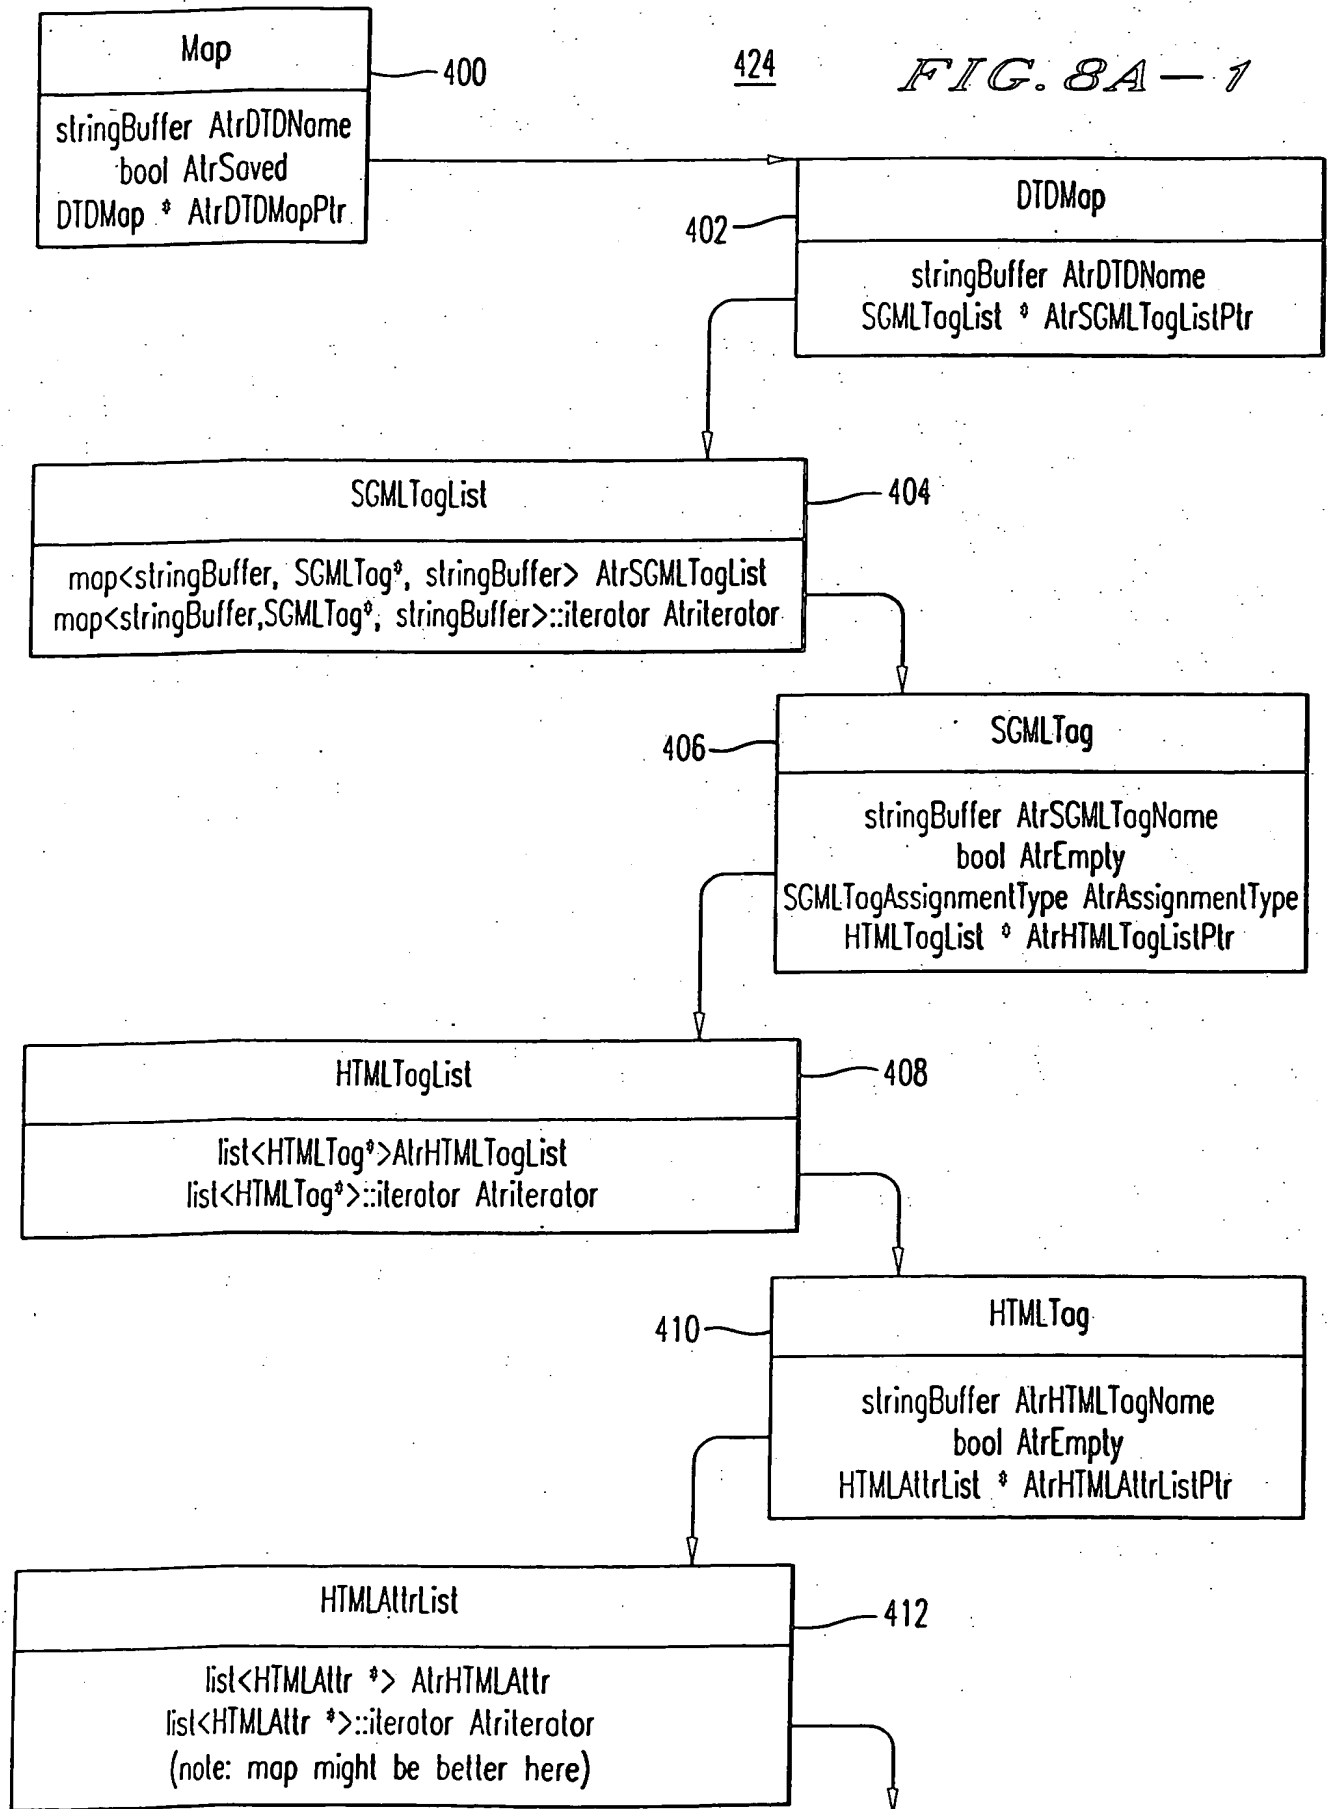 Map
400
424
FIG. 8A-1
stringBuffer AtrDTDName
bool AtrSaved
DTDMap * AtrDTDMapPtr
DTDMap
402
stringBuffer AtrDTDName
SGMLTagList * AtrSGMLTagListPtr
SGMLTagList
404
map<stringBuffer, SGMLTag*, stringBuffer> AtrSGMLTagList
map<stringBuffer,SGMLTag*, stringBuffer>::iterator AtrIterator
SGMLTag
406
stringBuffer AtrSGMLTagName
bool AtrEmpty
SGMLTagAssignmentType AtrAssignmentType
HTMLTagList * AtrHTMLTagListPtr
HTMLTagList
408
list<HTMLTag*>AtrHTMLTagList
list<HTMLTag*>::iterator AtrIterator
HTMLTag
410
stringBuffer AtrHTMLTagName
bool AtrEmpty
HTMLAttrList * AtrHTMLAttrListPtr
HTMLAttrList
412
list<HTMLAttr *> AtrHTMLAttr
list<HTMLAttr *>::iterator AtrIterator
(note: map might be better here)